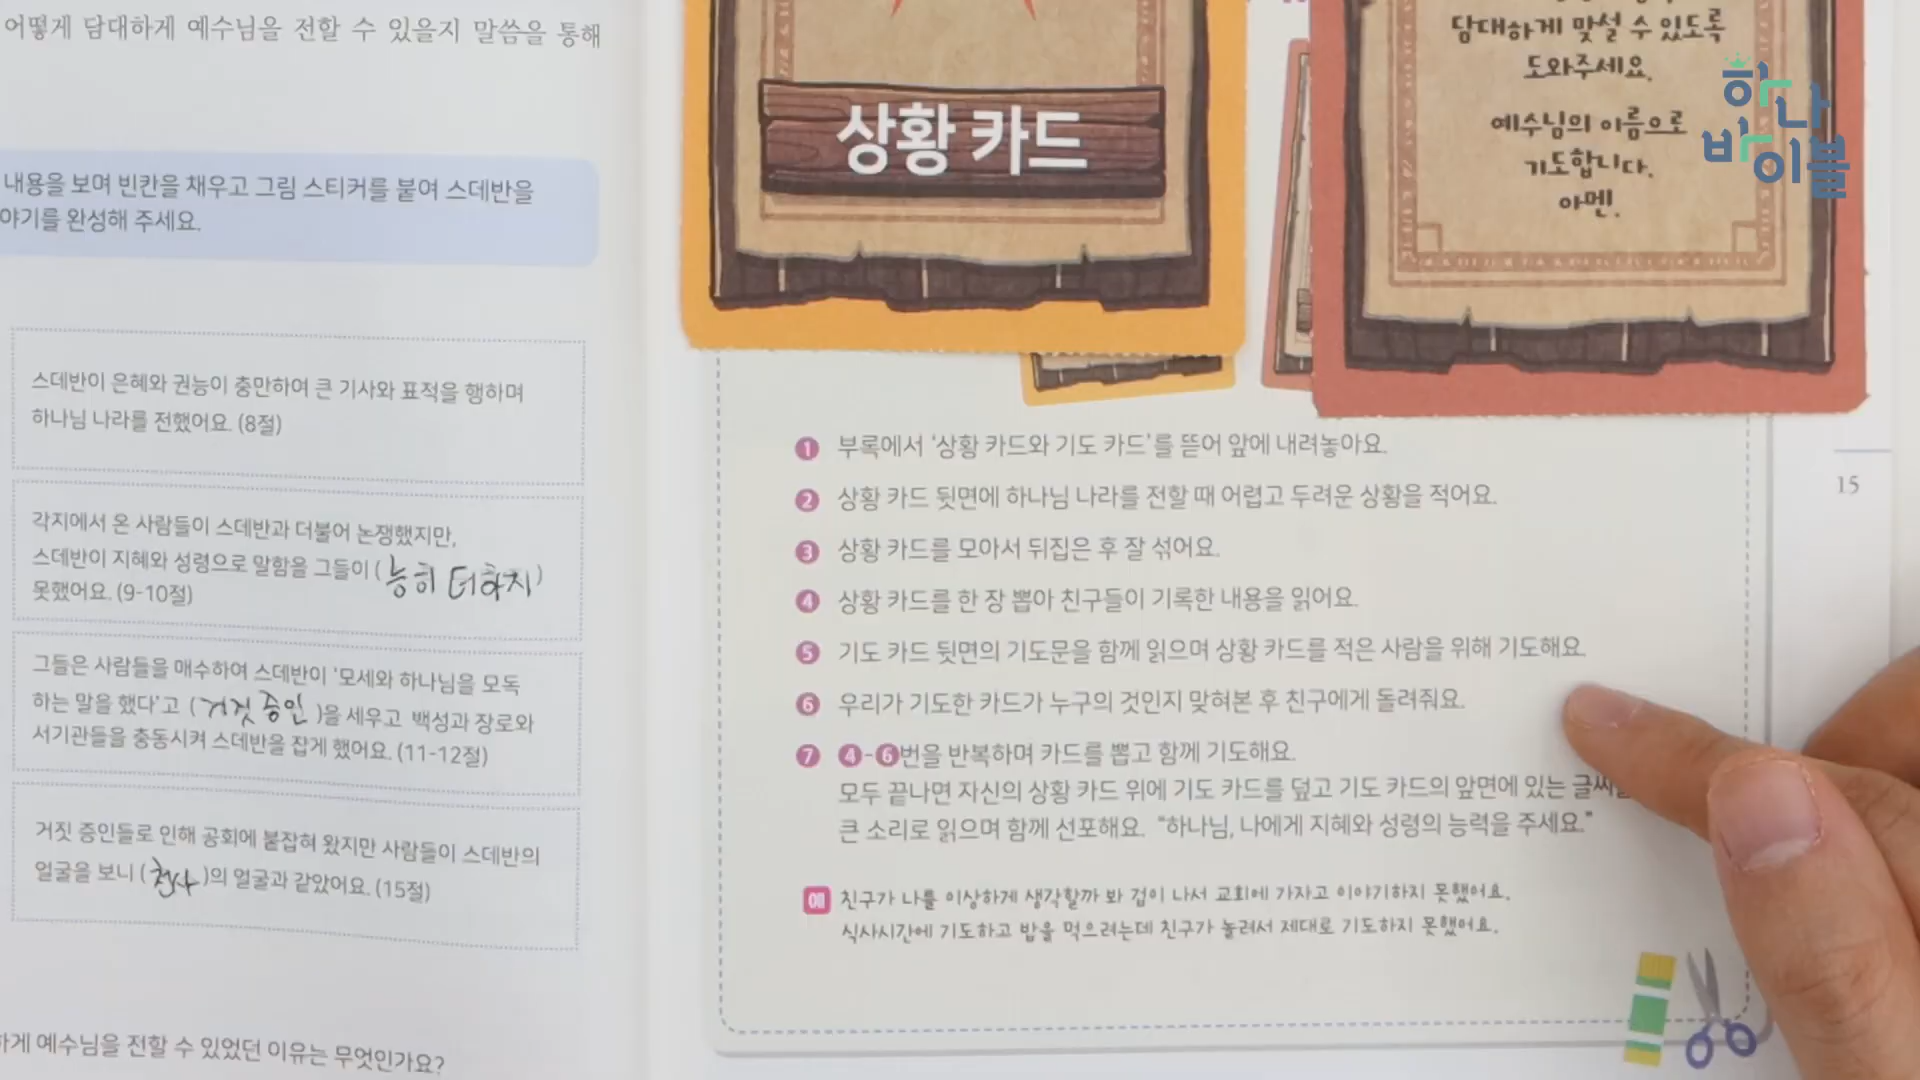 어떻게 담대하게 예수님을 전할 수 있을지 말씀을 통해
내용을 보며 빈칸을 채우고 그림 스티커를 붙여 스데반을
야기를 완성해 주세요.
스데반이 은혜와 권능이 충만하여 큰 기사와 표적을 행하며
하나님 나라를 전했어요. (8절)
각지에서 온 사람들이 스데반과 더불어 논쟁했지만,
스데반이 지혜와 성령으로 말함을 그들이 (능히 더하지)
못했어요. (9-10절)
그들은 사람들을 매수하여 스데반이 '모세와 하나님을 모독
하는 말을 했다'고 (거짓 증인)을 세우고 백성과 장로와
서기관들을 충동시켜 스데반을 잡게 했어요. (11-12절)
거짓 증인들로 인해 공회에 붙잡혀 왔지만 사람들이 스데반의
얼굴을 보니 (천사)의 얼굴과 같았어요. (15절)
하게 예수님을 전할 수 있었던 이유는 무엇인가요?
상황 카드
담대하게 맞설 수 있도록
도와주세요.
예수님의 이름으로
기도합니다.
아멘.
하나
바이블
1 부록에서 '상황 카드와 기도 카드'를 뜯어 앞에 내려놓아요.
2 상황 카드 뒷면에 하나님 나라를 전할 때 어렵고 두려운 상황을 적어요.
3 상황 카드를 모아서 뒤집은 후 잘 섞어요.
4 상황 카드를 한 장 뽑아 친구들이 기록한 내용을 읽어요.
5 기도 카드 뒷면의 기도문을 함께 읽으며 상황 카드를 적은 사람을 위해 기도해요.
6 우리가 기도한 카드가 누구의 것인지 맞혀본 후 친구에게 돌려줘요.
7 4-6번을 반복하며 카드를 뽑고 함께 기도해요.
모두 끝나면 자신의 상황 카드 위에 기도 카드를 덮고 기도 카드의 앞면에 있는
큰 소리로 읽으며 함께 선포해요. "하나님, 나에게 지혜와 성령의 능력을 주세요."
예 친구가 나를 이상하게 생각할까 봐 겁이 나서 교회에 가자고 이야기하지 못했어요.
식사시간에 기도하고 밥을 먹으려는데 친구가 놀려서 제대로 기도하지 못했어요.
15